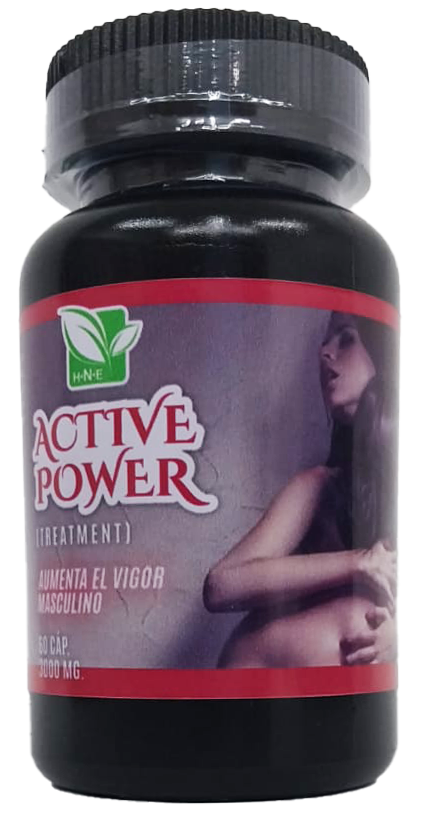 H·N·E
ACTIVE
POWER
(TREATMENT)
AUMENTA EL VIGOR
MASCULINO
60 CÁP.
3000 MG.